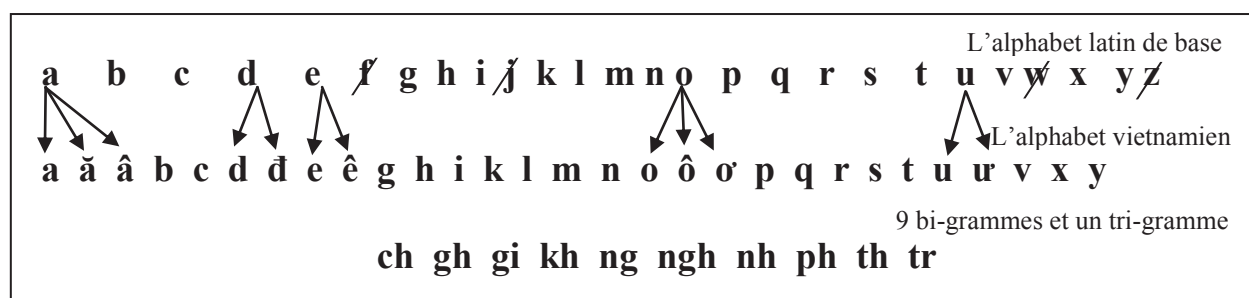 L’alphabet latin de base
a b c d e f g h i j k l m n o p q r s t u v w x y z
L’alphabet vietnamien
a ă â b c d đ e ê g h i k l m n o ô ơ p q r s t u ư v x y
9 bi-grammes et un tri-gramme
ch gh gi kh ng ngh nh ph th tr